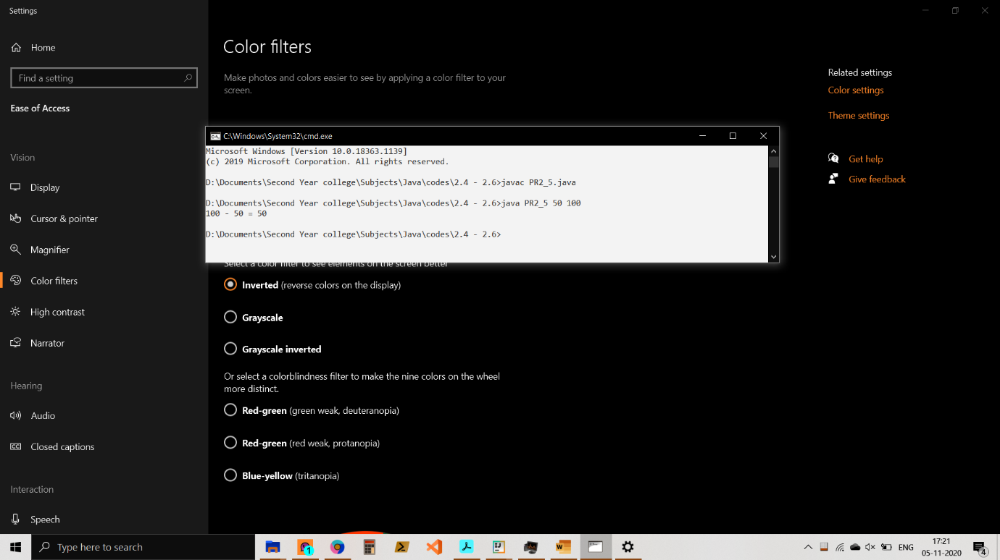 Settings
Home
Find a setting
Ease of Access
Vision
Display
Cursor & pointer
Magnifier
Color filters
High contrast
Narrator
Hearing
Audio
Closed captions
Interaction
Speech
Color filters
Make photos and colors easier to see by applying a color filter to your
screen.
C:\Windows\System32\cmd.exe
Microsoft Windows [Version 10.0.18363.1139]
(c) 2019 Microsoft Corporation. All rights reserved.
D:\Documents\Second Year college\Subjects\Java\codes\2.4 - 2.6>javac PR2_5.java
D:\Documents\Second Year college\Subjects\Java\codes\2.4 - 2.6>java PR2_5 50 100
100 - 50 = 50
D:\Documents\Second Year college\Subjects\Java\codes\2.4 - 2.6>
Select a color filter to see elements on the screen better
Inverted (reverse colors on the display)
Grayscale
Grayscale inverted
Or select a colorblindness filter to make the nine colors on the wheel
more distinct.
Red-green (green weak, deuteranopia)
Red-green (red weak, protanopia)
Blue-yellow (tritanopia)
Related settings
Color settings
Theme settings
Get help
Give feedback
Type here to search
1
ENG
17:21
05-11-2020
4